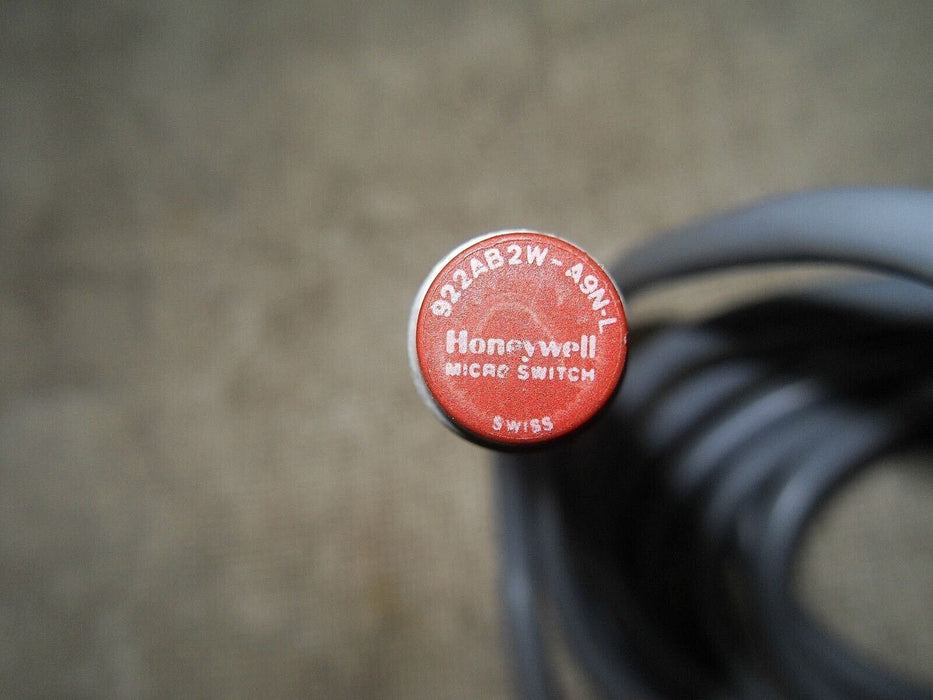 922AB2W-A9N-L
Honeywell
MICRO SWITCH
SWISS